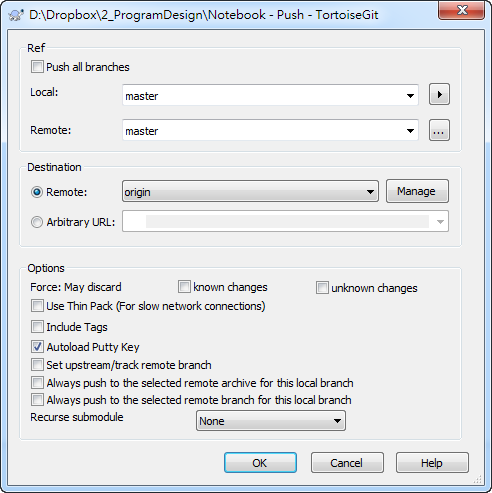 D:\Dropbox\2_ProgramDesign\Notebook - Push - TortoiseGit
Ref
Push all branches
Local: master
Remote: master ...
Destination
Remote: origin Manage
Arbitrary URL:
Options
Force: May discard known changes unknown changes
Use Thin Pack (For slow network connections)
Include Tags
Autoload Putty Key
Set upstream/track remote branch
Always push to the selected remote archive for this local branch
Always push to the selected remote branch for this local branch
Recurse submodule None
OK Cancel Help